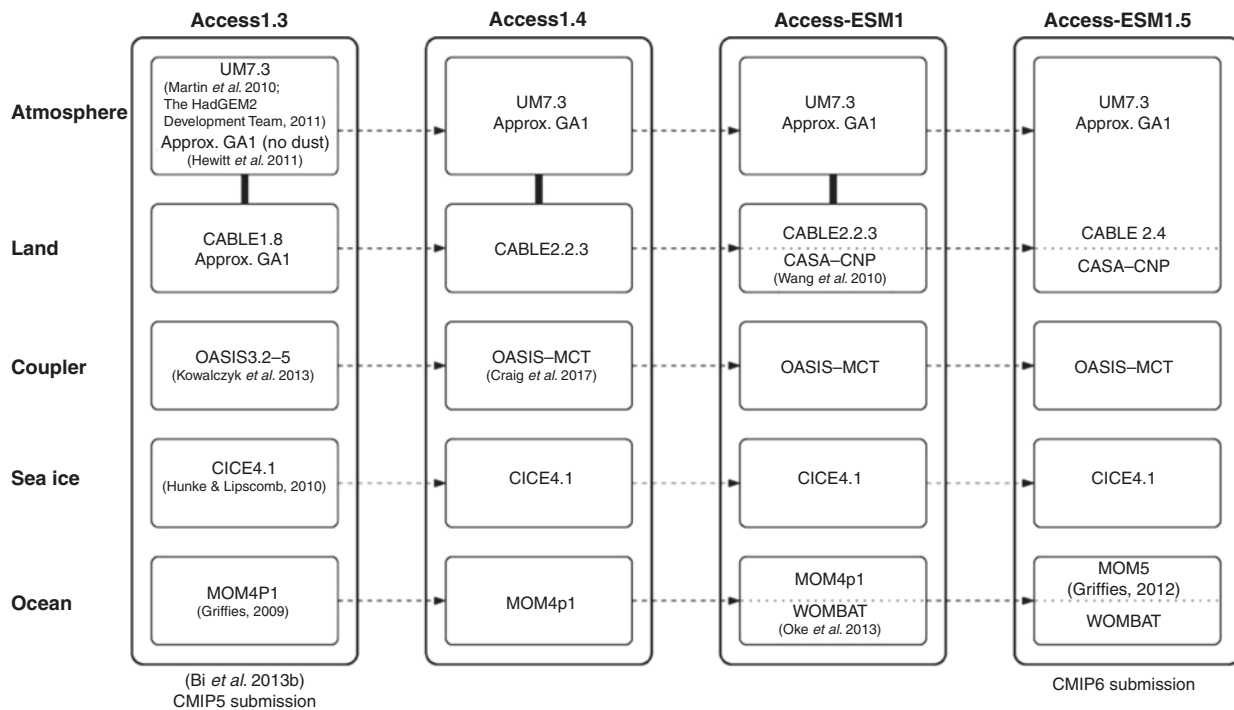 Access1.3
Access1.4
Access-ESM1
Access-ESM1.5
Atmosphere
UM7.3
(Martin et al. 2010;
The HadGEM2
Development Team, 2011)
Approx. GA1 (no dust)
(Hewitt et al. 2011)
UM7.3
Approx. GA1
UM7.3
Approx. GA1
UM7.3
Approx. GA1
Land
CABLE1.8
Approx. GA1
CABLE2.2.3
CABLE2.2.3
CASA–CNP
(Wang et al. 2010)
CABLE 2.4
CASA–CNP
Coupler
OASIS3.2–5
(Kowalczyk et al. 2013)
OASIS–MCT
(Craig et al. 2017)
OASIS–MCT
OASIS–MCT
Sea ice
CICE4.1
(Hunke & Lipscomb, 2010)
CICE4.1
CICE4.1
CICE4.1
Ocean
MOM4P1
(Griffies, 2009)
MOM4p1
MOM4p1
WOMBAT
(Oke et al. 2013)
MOM5
(Griffies, 2012)
WOMBAT
(Bi et al. 2013b)
CMIP5 submission
CMIP6 submission